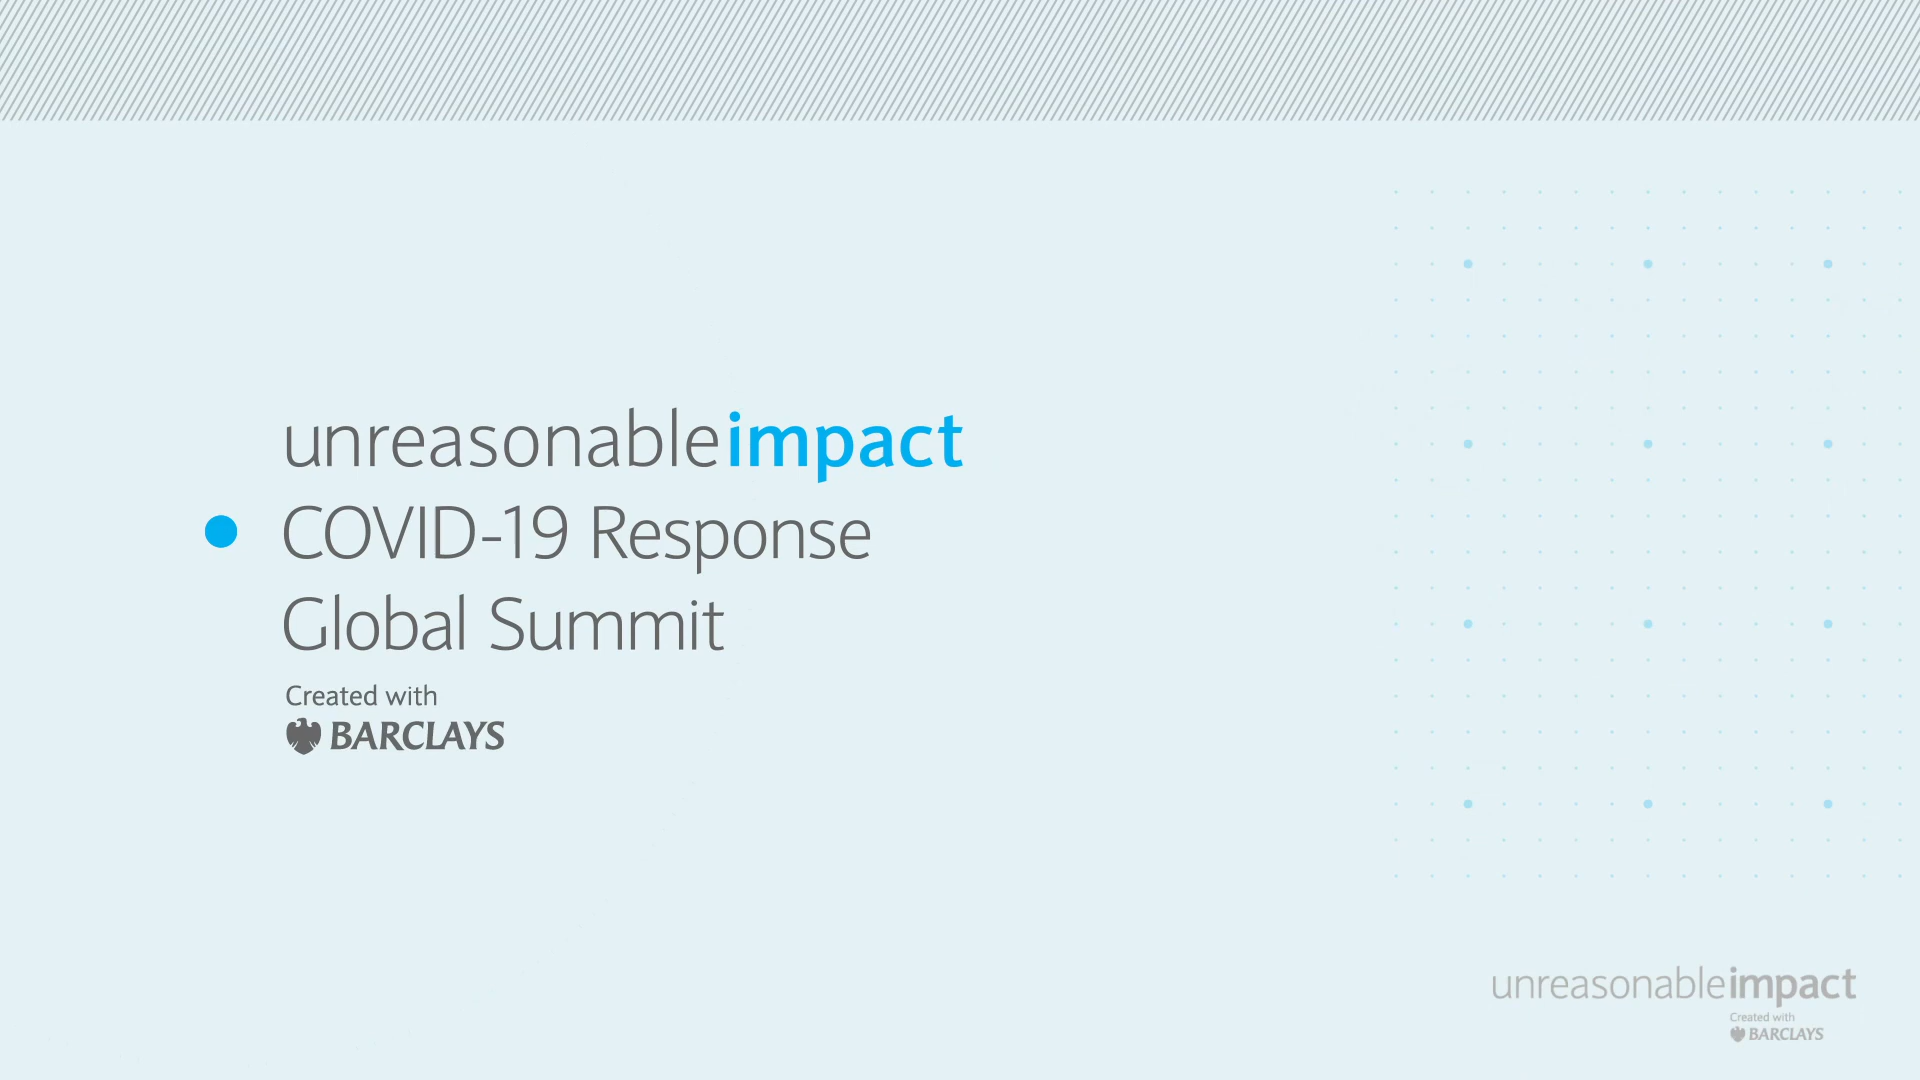 unreasonableimpact
COVID-19 Response
Global Summit
Created with
BARCLAYS
unreasonableimpact
Created with
BARCLAYS